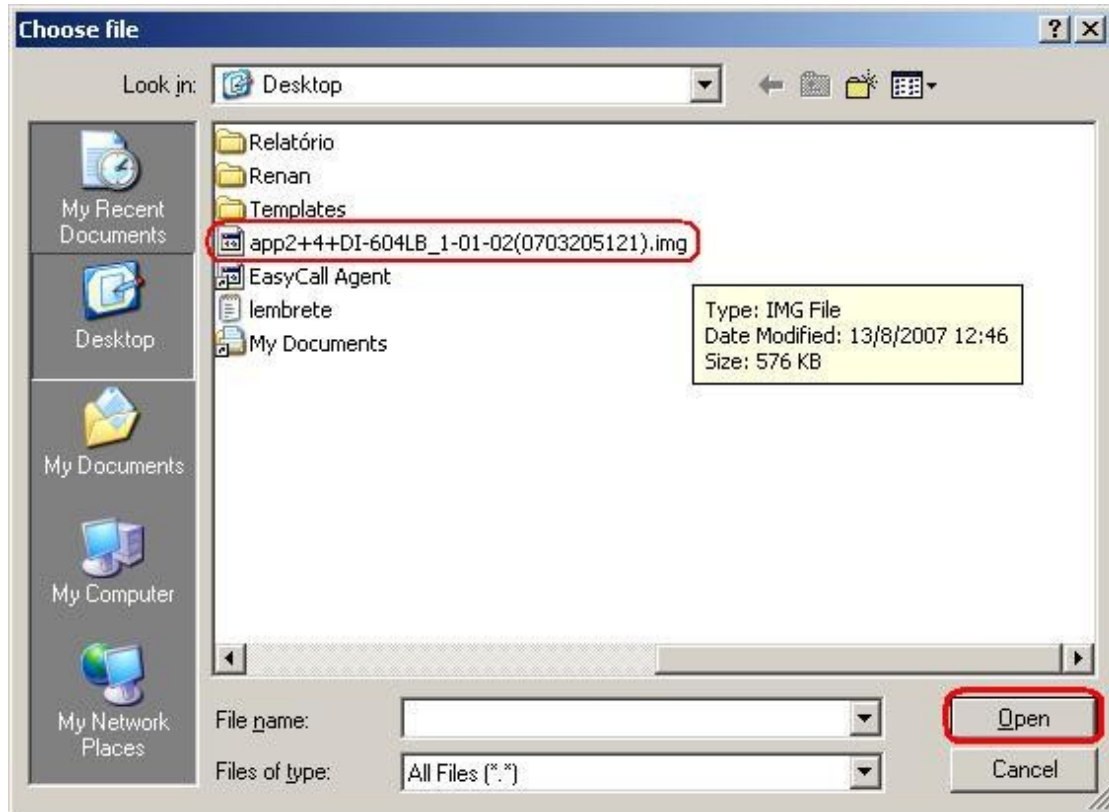 Choose file
Look in:
Desktop
My Recent
Documents
Desktop
My Documents
My Computer
My Network
Places
Relatório
Renan
Templates
app2+4+DI-604LB_1-01-02(0703205121).img
EasyCall Agent
lembrete
My Documents
Type: IMG File
Date Modified: 13/8/2007 12:46
Size: 576 KB
File name:
Open
Files of type:
All Files (*.*)
Cancel